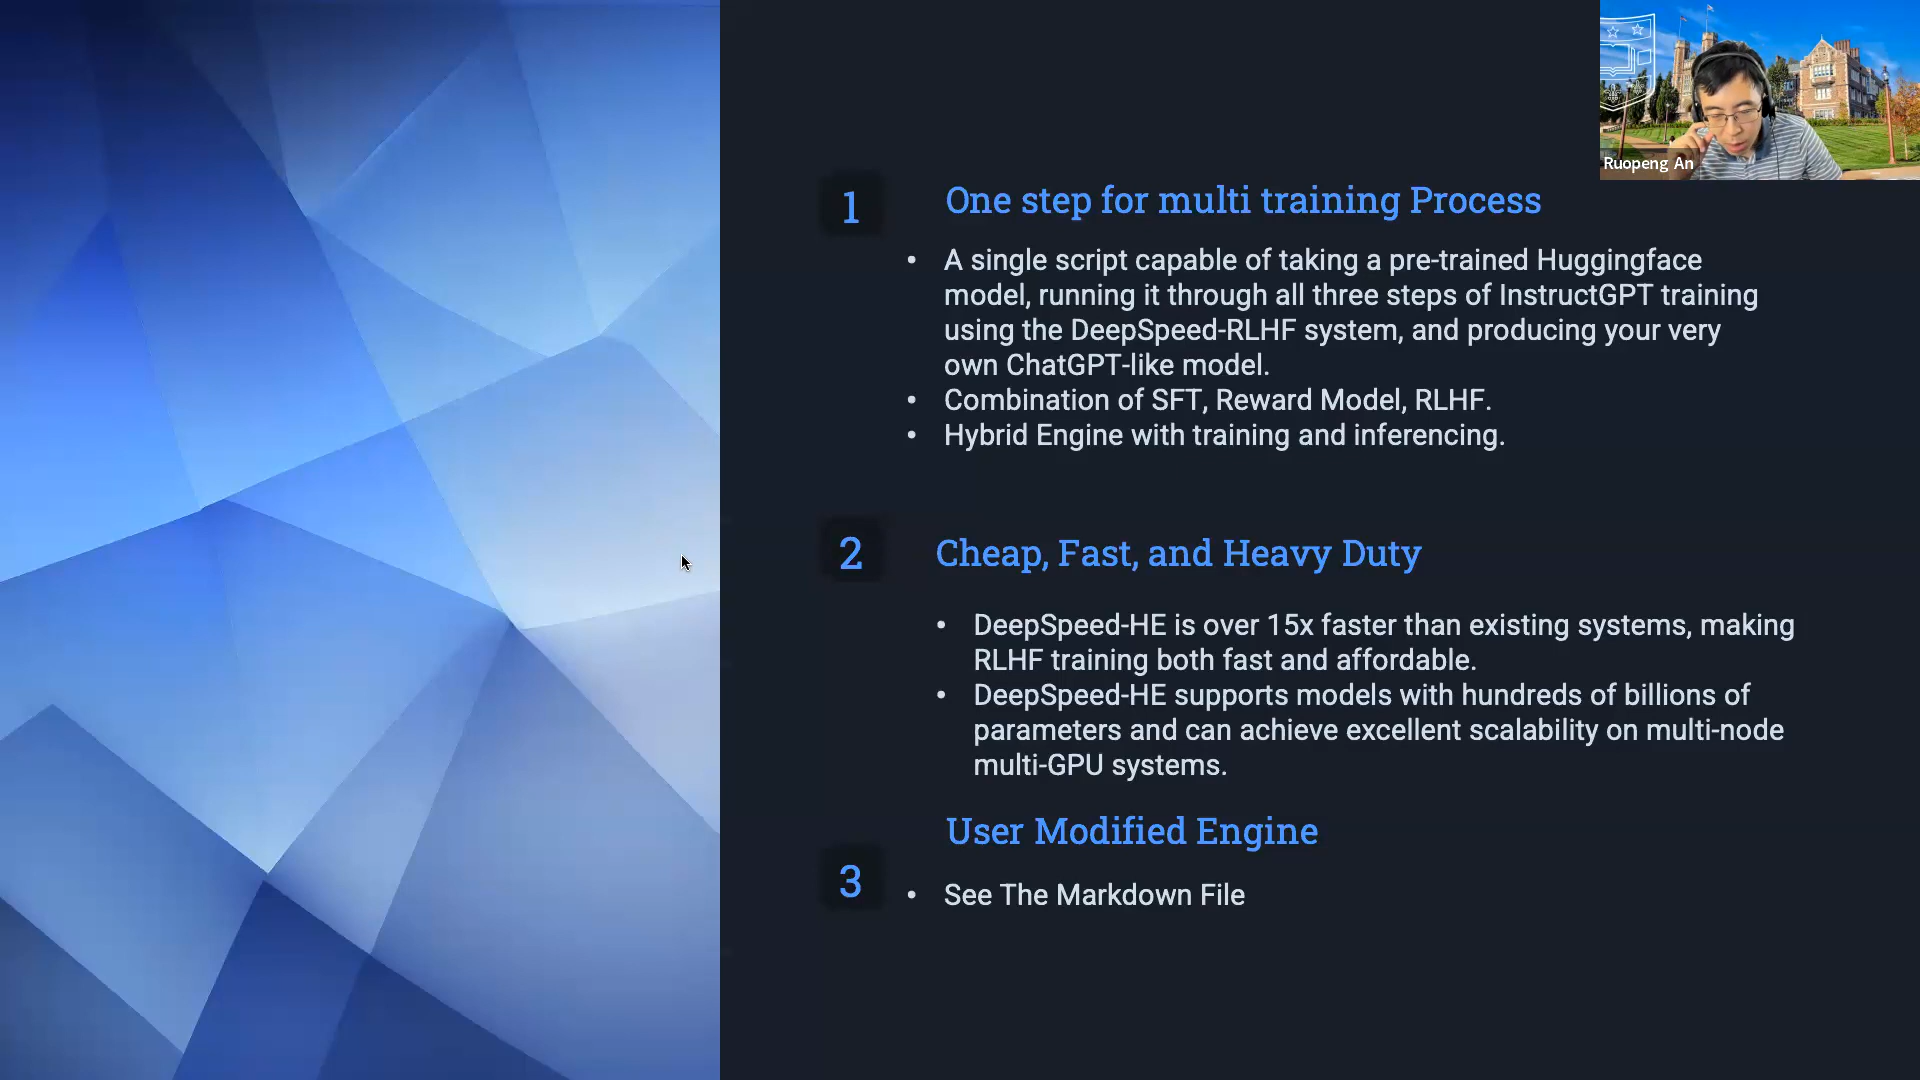 Ruopeng An
1
One step for multi training Process
• A single script capable of taking a pre-trained Huggingface
model, running it through all three steps of InstructGPT training
using the DeepSpeed-RLHF system, and producing your very
own ChatGPT-like model.
• Combination of SFT, Reward Model, RLHF.
• Hybrid Engine with training and inferencing.
2
Cheap, Fast, and Heavy Duty
• DeepSpeed-HE is over 15x faster than existing systems, making
RLHF training both fast and affordable.
• DeepSpeed-HE supports models with hundreds of billions of
parameters and can achieve excellent scalability on multi-node
multi-GPU systems.
3
User Modified Engine
• See The Markdown File